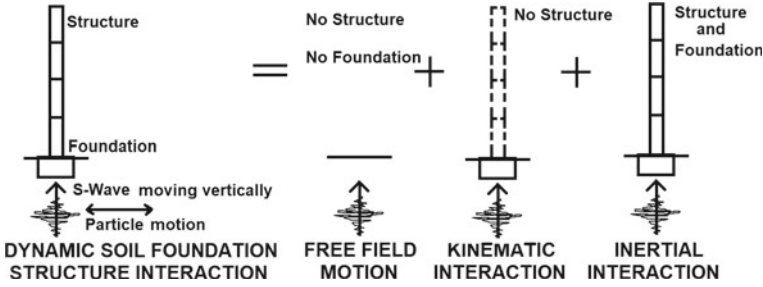 Structure
Foundation
S-Wave moving vertically
Particle motion
DYNAMIC SOIL FOUNDATION
STRUCTURE INTERACTION
=
No Structure
No Foundation
FREE FIELD
MOTION
+
No Structure
KINEMATIC
INTERACTION
+
Structure
and
Foundation
INERTIAL
INTERACTION